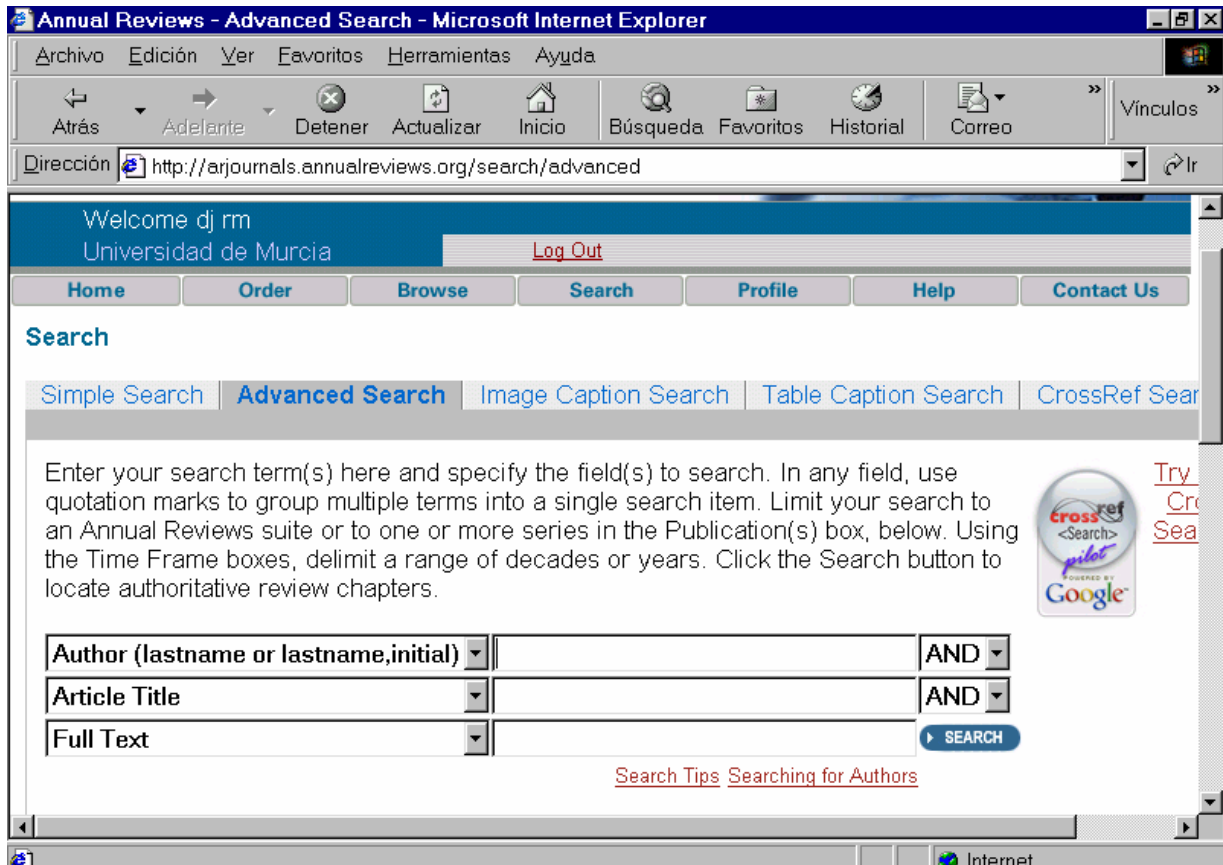 Annual Reviews - Advanced Search - Microsoft Internet Explorer
Archivo Edición Ver Favoritos Herramientas Ayuda
Atrás Adelante Detener Actualizar Inicio Búsqueda Favoritos Historial Correo » Vínculos »
Dirección http://arjournals.annualreviews.org/search/advanced Ir
Welcome dj rm
Universidad de Murcia Log Out
Home Order Browse Search Profile Help Contact Us
Search
Simple Search Advanced Search Image Caption Search Table Caption Search CrossRef Sear
Enter your search term(s) here and specify the field(s) to search. In any field, use
quotation marks to group multiple terms into a single search item. Limit your search to
an Annual Reviews suite or to one or more series in the Publication(s) box, below. Using
the Time Frame boxes, delimit a range of decades or years. Click the Search button to
locate authoritative review chapters.
crossref
<Search>
pilot
POWERED BY
Google
Try
Cro
Sea
Author (lastname or lastname,initial) AND
Article Title AND
Full Text SEARCH
Search Tips Searching for Authors
Internet